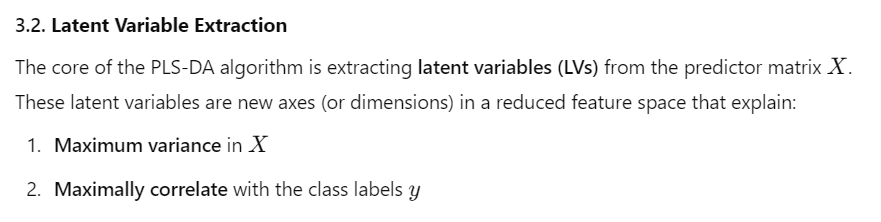 3.2. Latent Variable Extraction
The core of the PLS-DA algorithm is extracting latent variables (LVs) from the predictor matrix X.
These latent variables are new axes (or dimensions) in a reduced feature space that explain:
1. Maximum variance in X
2. Maximally correlate with the class labels y